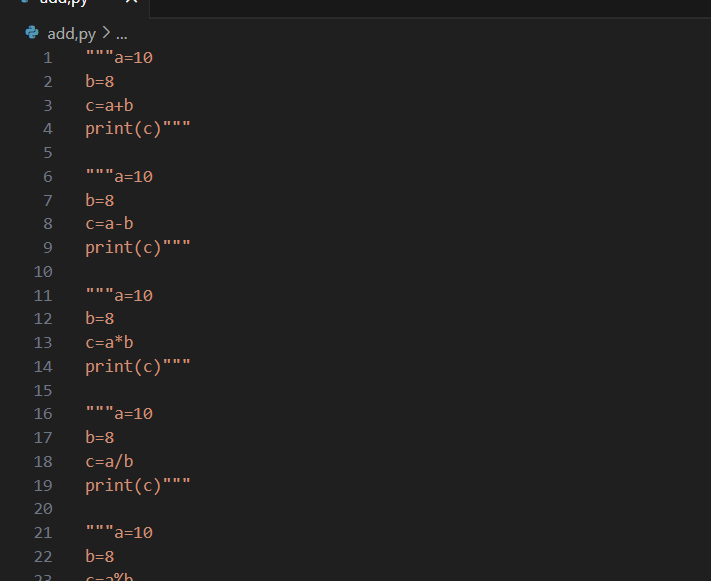 add,py
add,py > ...
1 """a=10
2 b=8
3 c=a+b
4 print(c)"""
5
6 """a=10
7 b=8
8 c=a-b
9 print(c)"""
10
11 """a=10
12 b=8
13 c=a*b
14 print(c)"""
15
16 """a=10
17 b=8
18 c=a/b
19 print(c)"""
20
21 """a=10
22 b=8
23 c=a%b